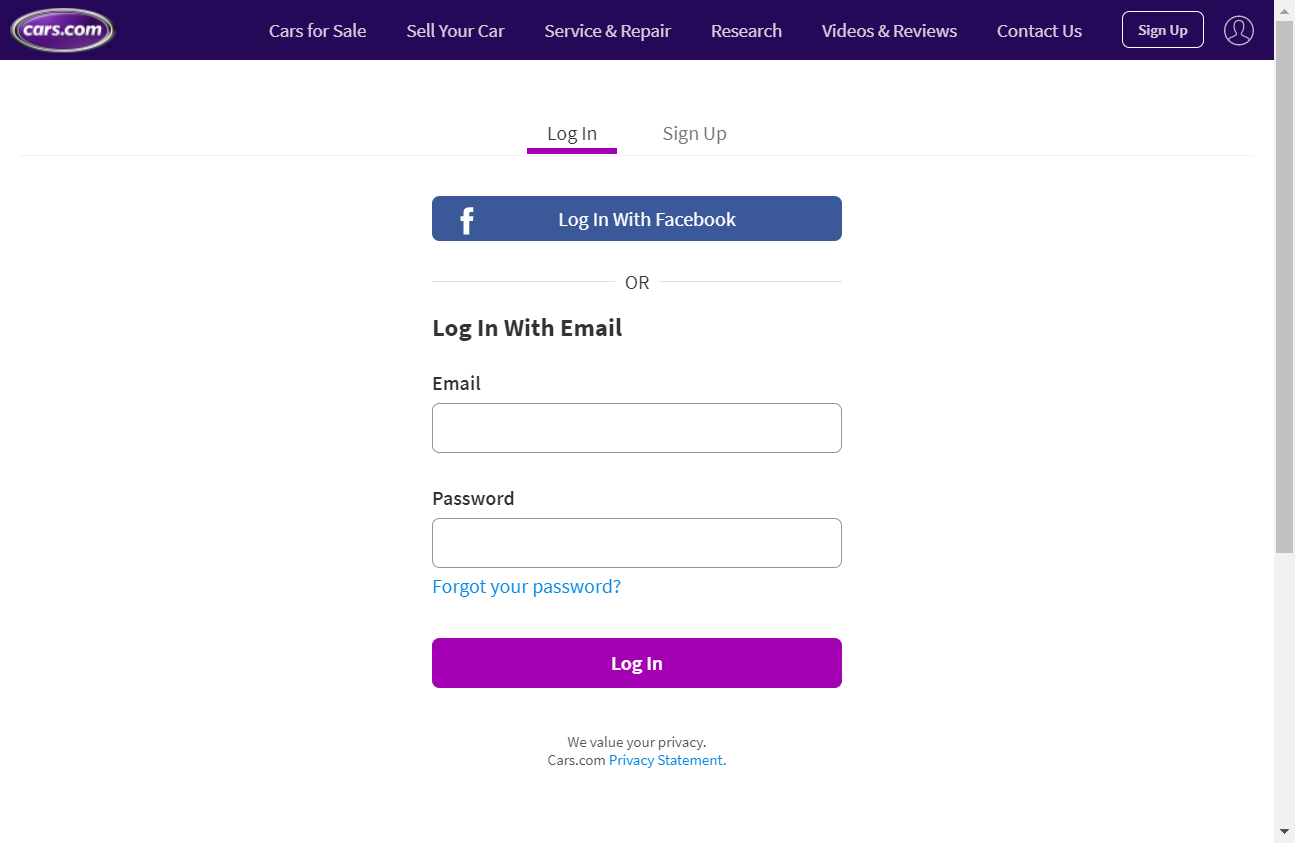 cars.com Cars for Sale Sell Your Car Service & Repair Research Videos & Reviews Contact Us Sign Up
Log In Sign Up
Log In With Facebook
OR
Log In With Email
Email
Password
Forgot your password?
Log In
We value your privacy.
Cars.com Privacy Statement.